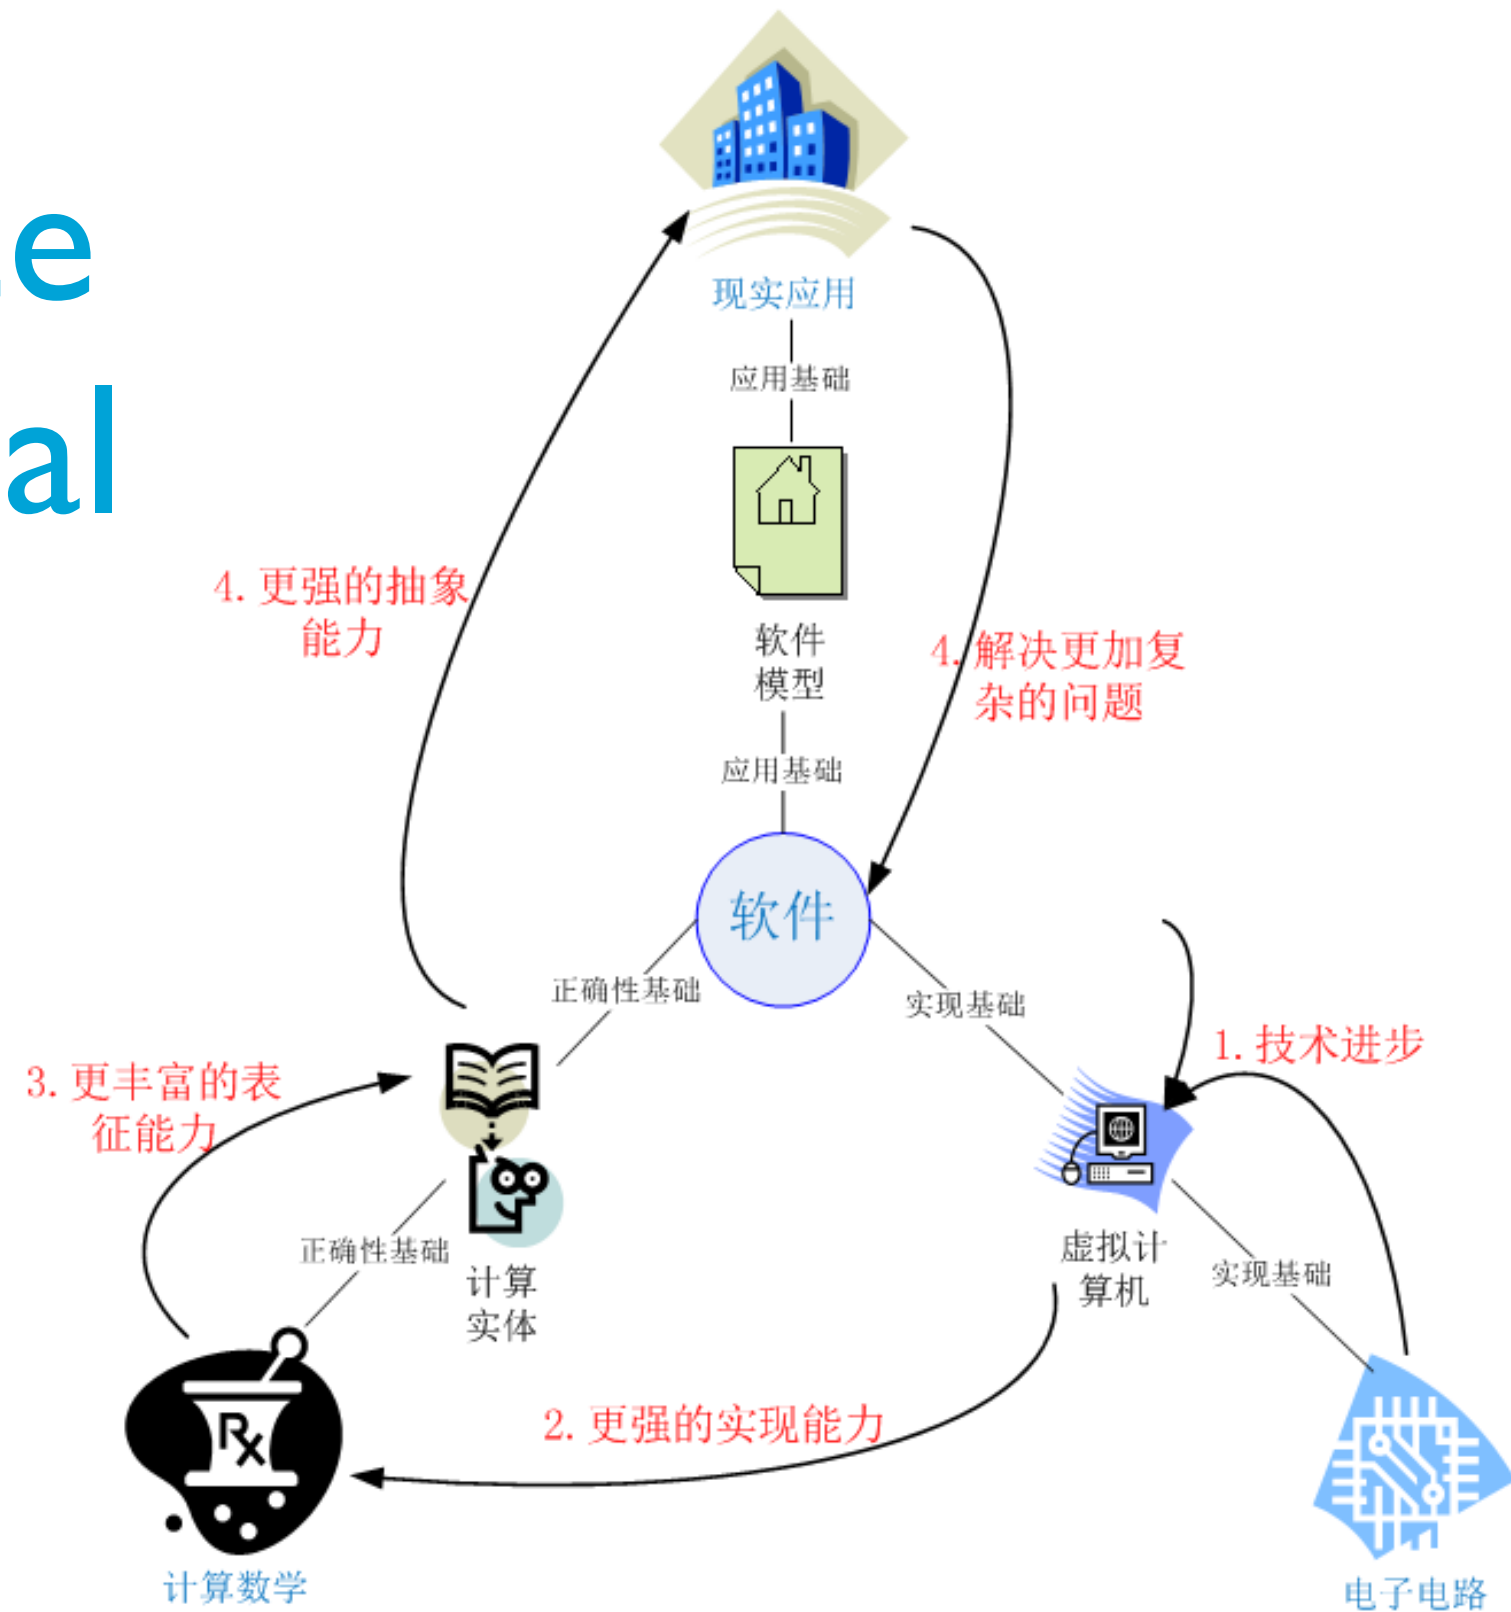 e
al
现实应用
应用基础
4. 更强的抽象
能力
软件
模型
4. 解决更加复
杂的问题
应用基础
软件
正确性基础
实现基础
1. 技术进步
3. 更丰富的表
征能力
正确性基础
计算
实体
虚拟计
算机
实现基础
2. 更强的实现能力
Rx
计算数学
电子电路